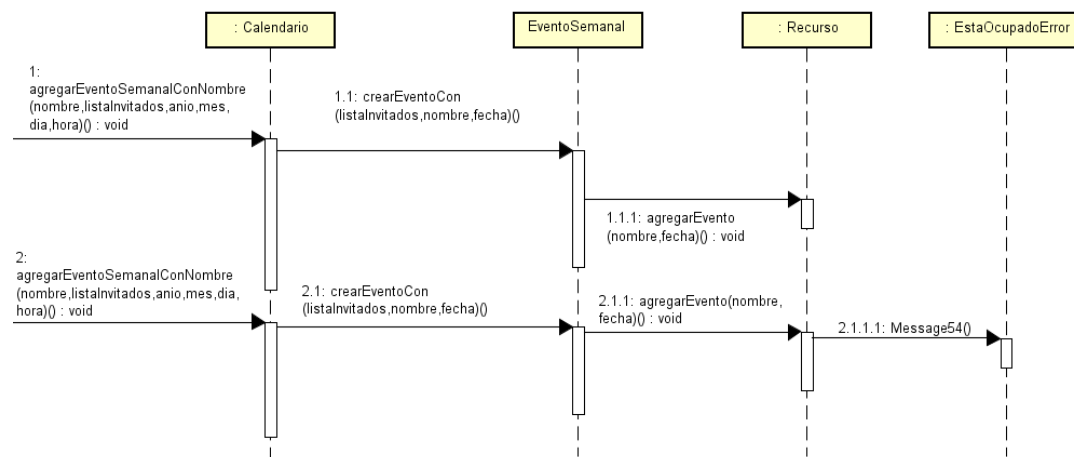 : Calendario
EventoSemanal
: Recurso
: EstaOcupadoError
1:
agregarEventoSemanalConNombre
(nombre,listaInvitados,anio,mes,
dia,hora)() : void
1.1: crearEventoCon
(listaInvitados,nombre,fecha)()
1.1.1: agregarEvento
(nombre,fecha)() : void
2:
agregarEventoSemanalConNombre
(nombre,listaInvitados,anio,mes,dia,
hora)() : void
2.1: crearEventoCon
(listaInvitados,nombre,fecha)()
2.1.1: agregarEvento(nombre,
fecha)() : void
2.1.1.1: Message54()